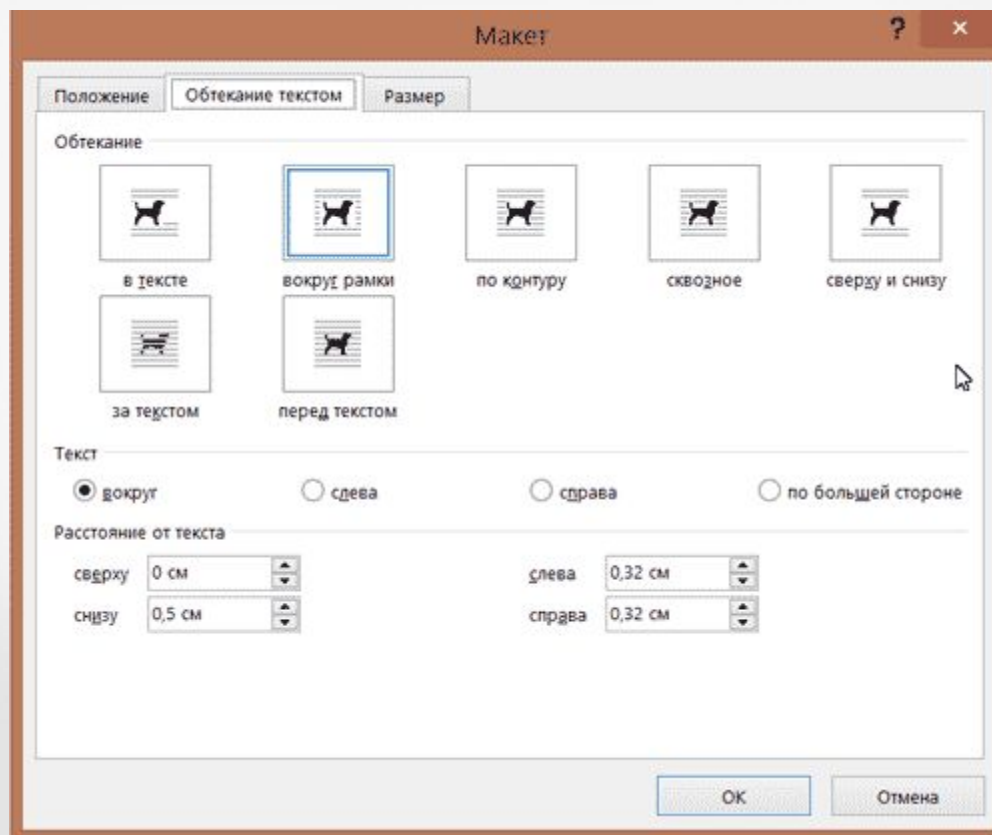 Макет
?
Положение Обтекание текстом Размер
Обтекание
в тексте вокруг рамки по контуру сквозное сверху и снизу
за текстом перед текстом
Текст
вокруг слева справа по большей стороне
Расстояние от текста
сверху 0 см слева 0,32 см
снизу 0,5 см справа 0,32 см
ОК Отмена